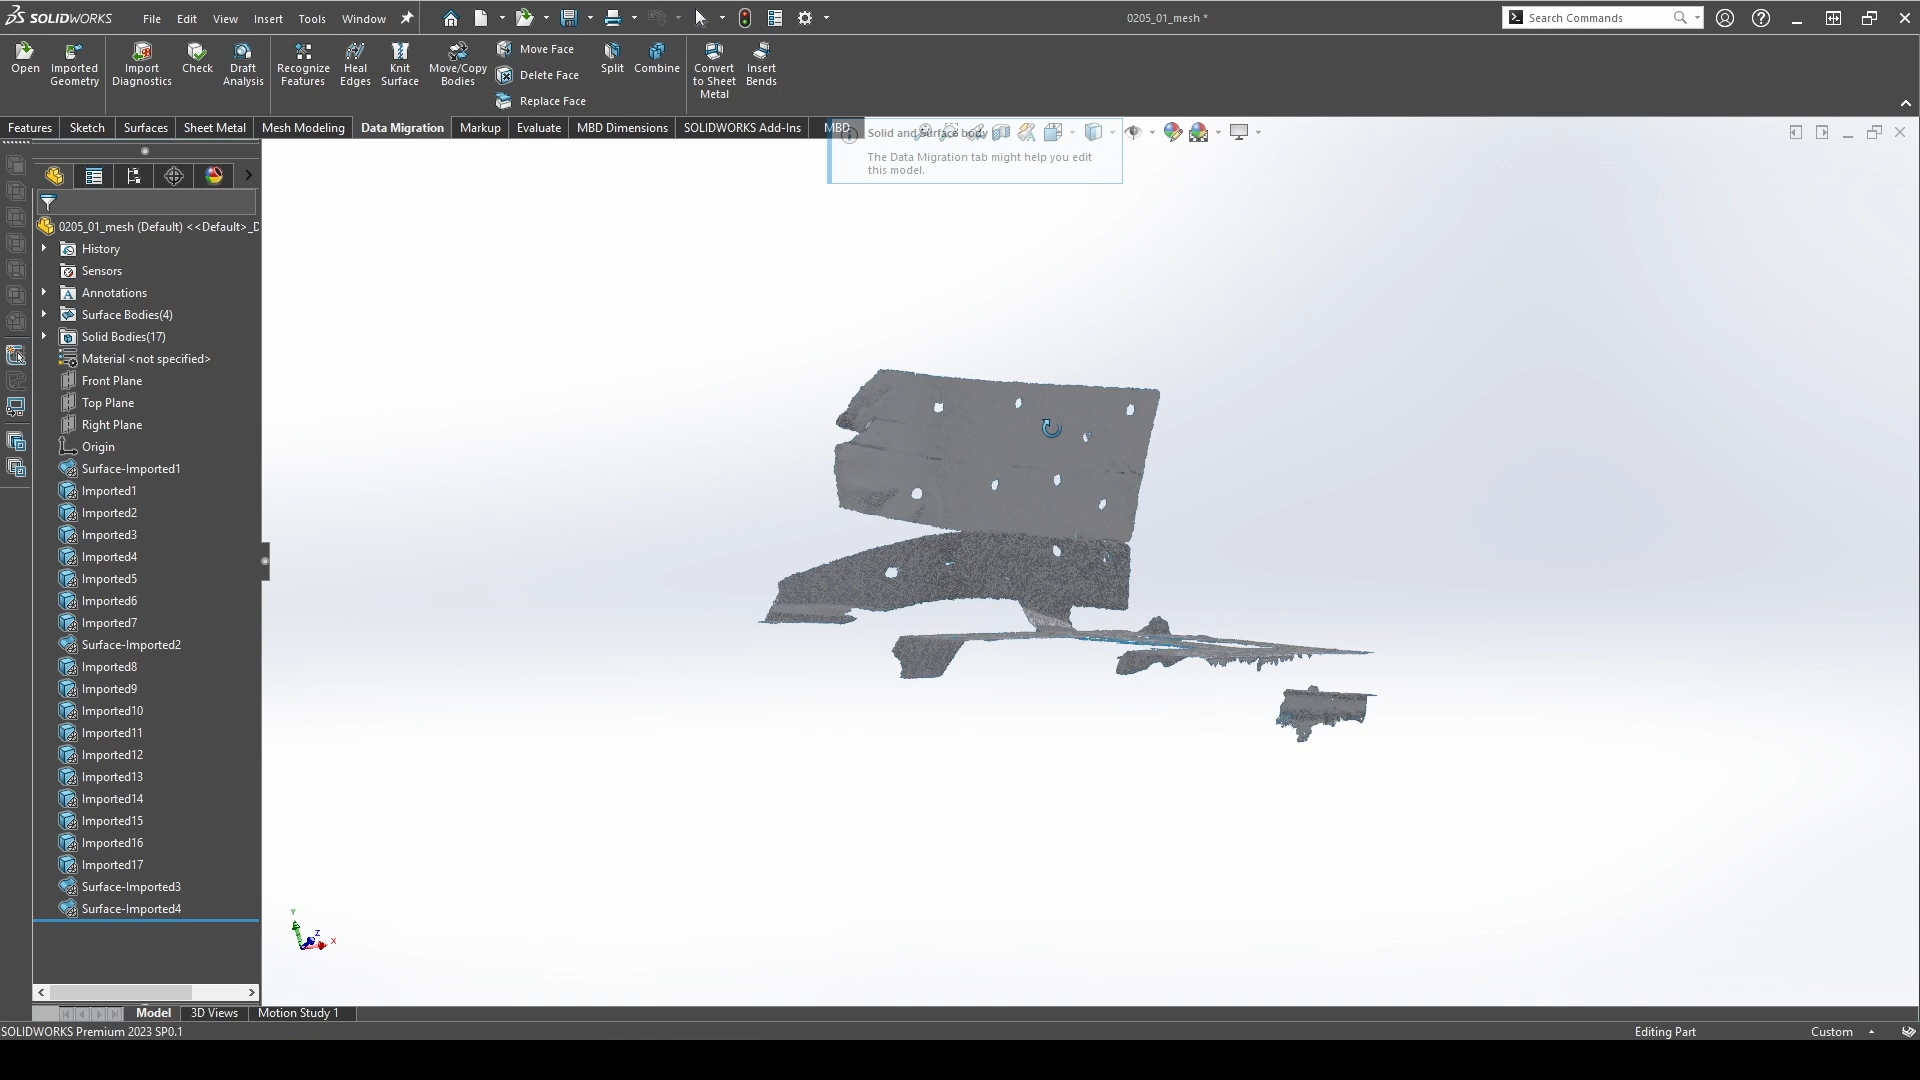 SOLIDWORKS File Edit View Insert Tools Window 0205_01_mesh * Search Commands
Open
Imported Geometry
Import Diagnostics
Check
Draft Analysis
Recognize Features
Heal Edges
Knit Surface
Move/Copy Bodies
Move Face
Delete Face
Replace Face
Split
Combine
Convert to Sheet Metal
Insert Bends
Features Sketch Surfaces Sheet Metal Mesh Modeling Data Migration Markup Evaluate MBD Dimensions SOLIDWORKS Add-Ins MBD
Solid and Surface body
The Data Migration tab might help you edit
this model.
0205_01_mesh (Default) <<Default>_D
History
Sensors
Annotations
Surface Bodies(4)
Solid Bodies(17)
Material <not specified>
Front Plane
Top Plane
Right Plane
Origin
Surface-Imported1
Imported1
Imported2
Imported3
Imported4
Imported5
Imported6
Imported7
Surface-Imported2
Imported8
Imported9
Imported10
Imported11
Imported12
Imported13
Imported14
Imported15
Imported16
Imported17
Surface-Imported3
Surface-Imported4
Y
Z
X
Model 3D Views Motion Study 1
SOLIDWORKS Premium 2023 SP0.1 Editing Part Custom